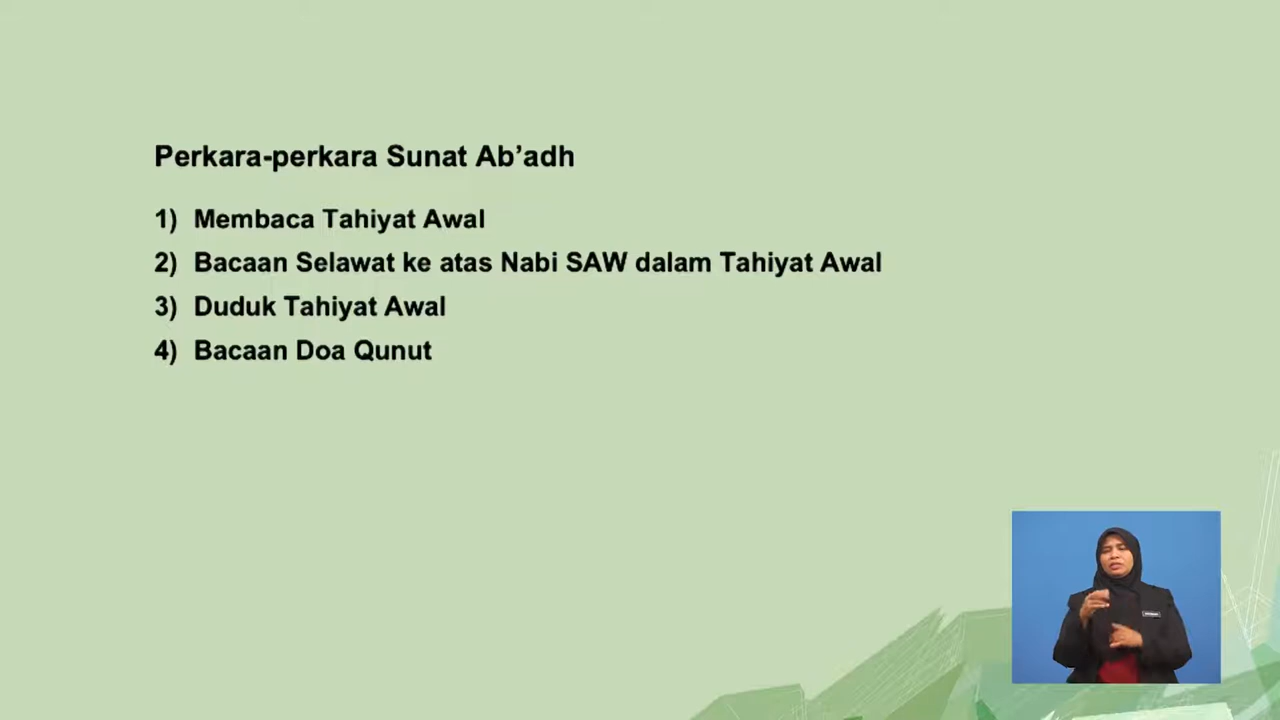 Perkara-perkara Sunat Ab’adh
1) Membaca Tahiyat Awal
2) Bacaan Selawat ke atas Nabi SAW dalam Tahiyat Awal
3) Duduk Tahiyat Awal
4) Bacaan Doa Qunut